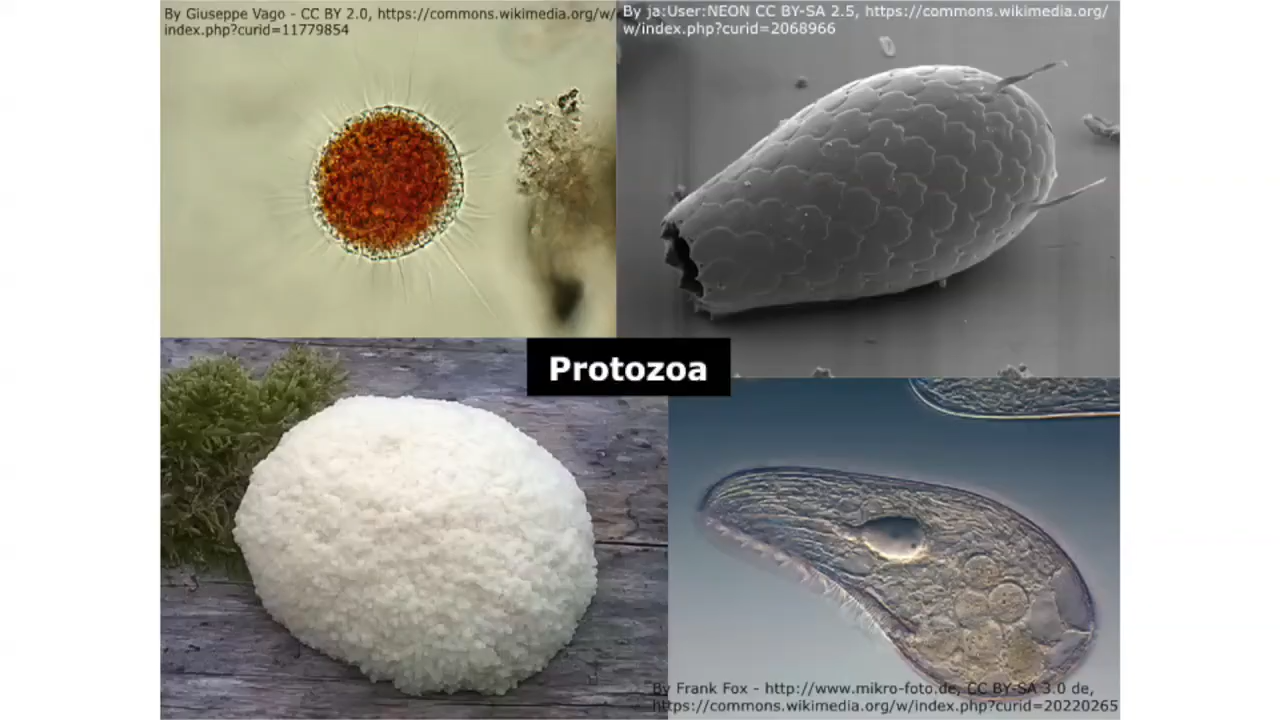 By Giuseppe Vago - CC BY 2.0, https://commons.wikimedia.org/w/
index.php?curid=11779854
By ja:User:NEON CC BY-SA 2.5, https://commons.wikimedia.org/
w/index.php?curid=2068966
Protozoa
By Frank Fox - http://www.mikro-foto.de, CC BY-SA 3.0 de,
https://commons.wikimedia.org/w/index.php?curid=20220265